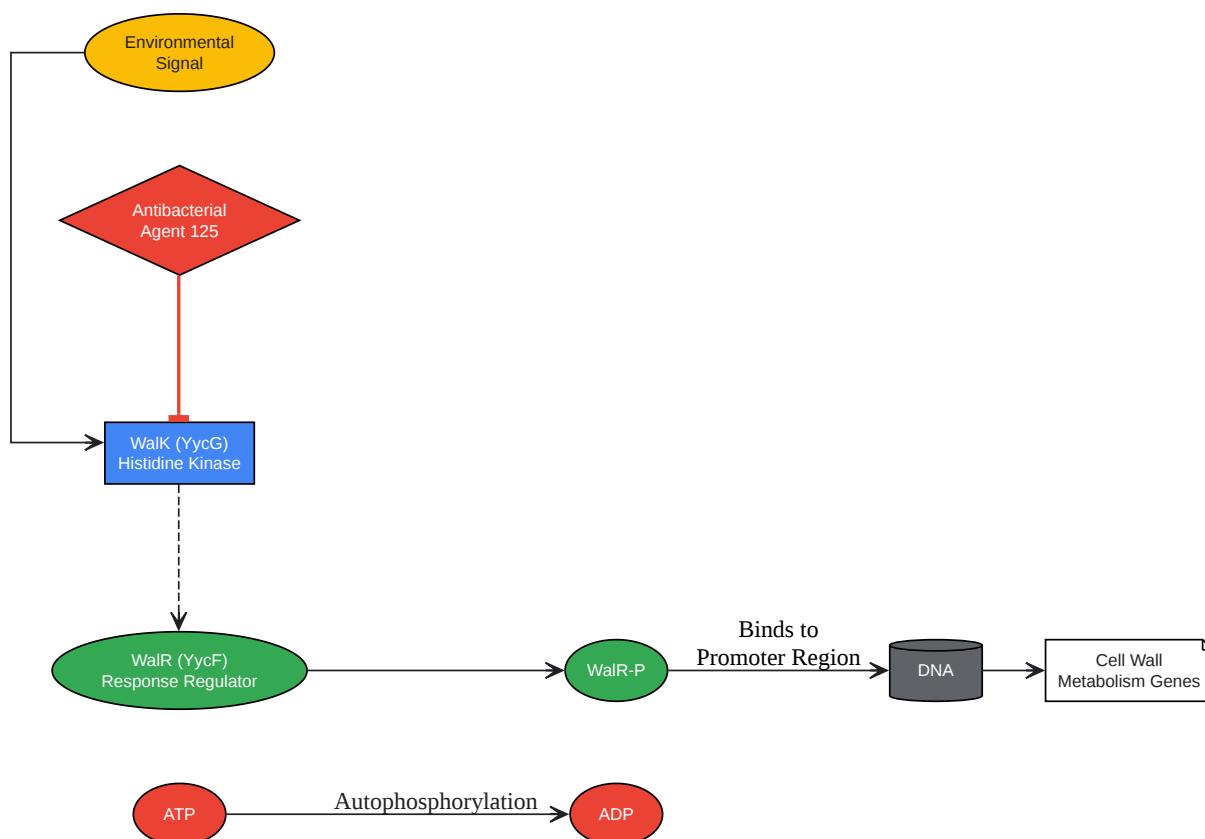 Environmental
Signal
Antibacterial
Agent 125
WalK (YycG)
Histidine Kinase
WalR (YycF)
Response Regulator
WalR-P
Binds to
Promoter Region
DNA
Cell Wall
Metabolism Genes
ATP
Autophosphorylation
ADP